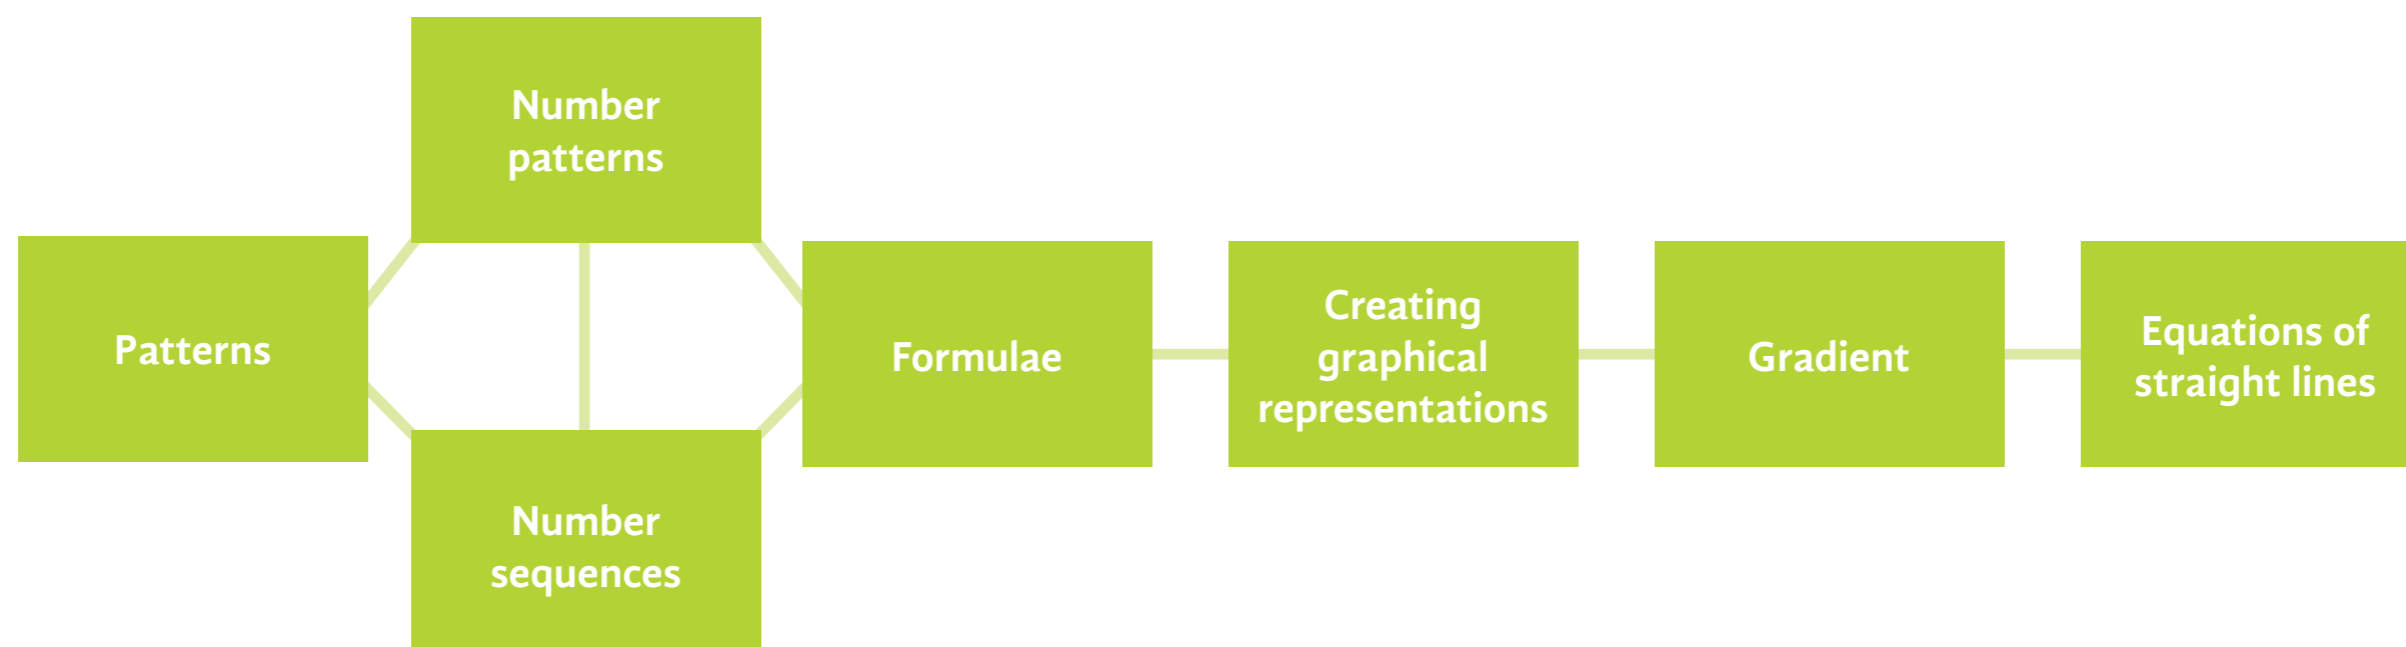 Patterns
Number
patterns
Number
sequences
Formulae
Creating
graphical
representations
Gradient
Equations of
straight lines